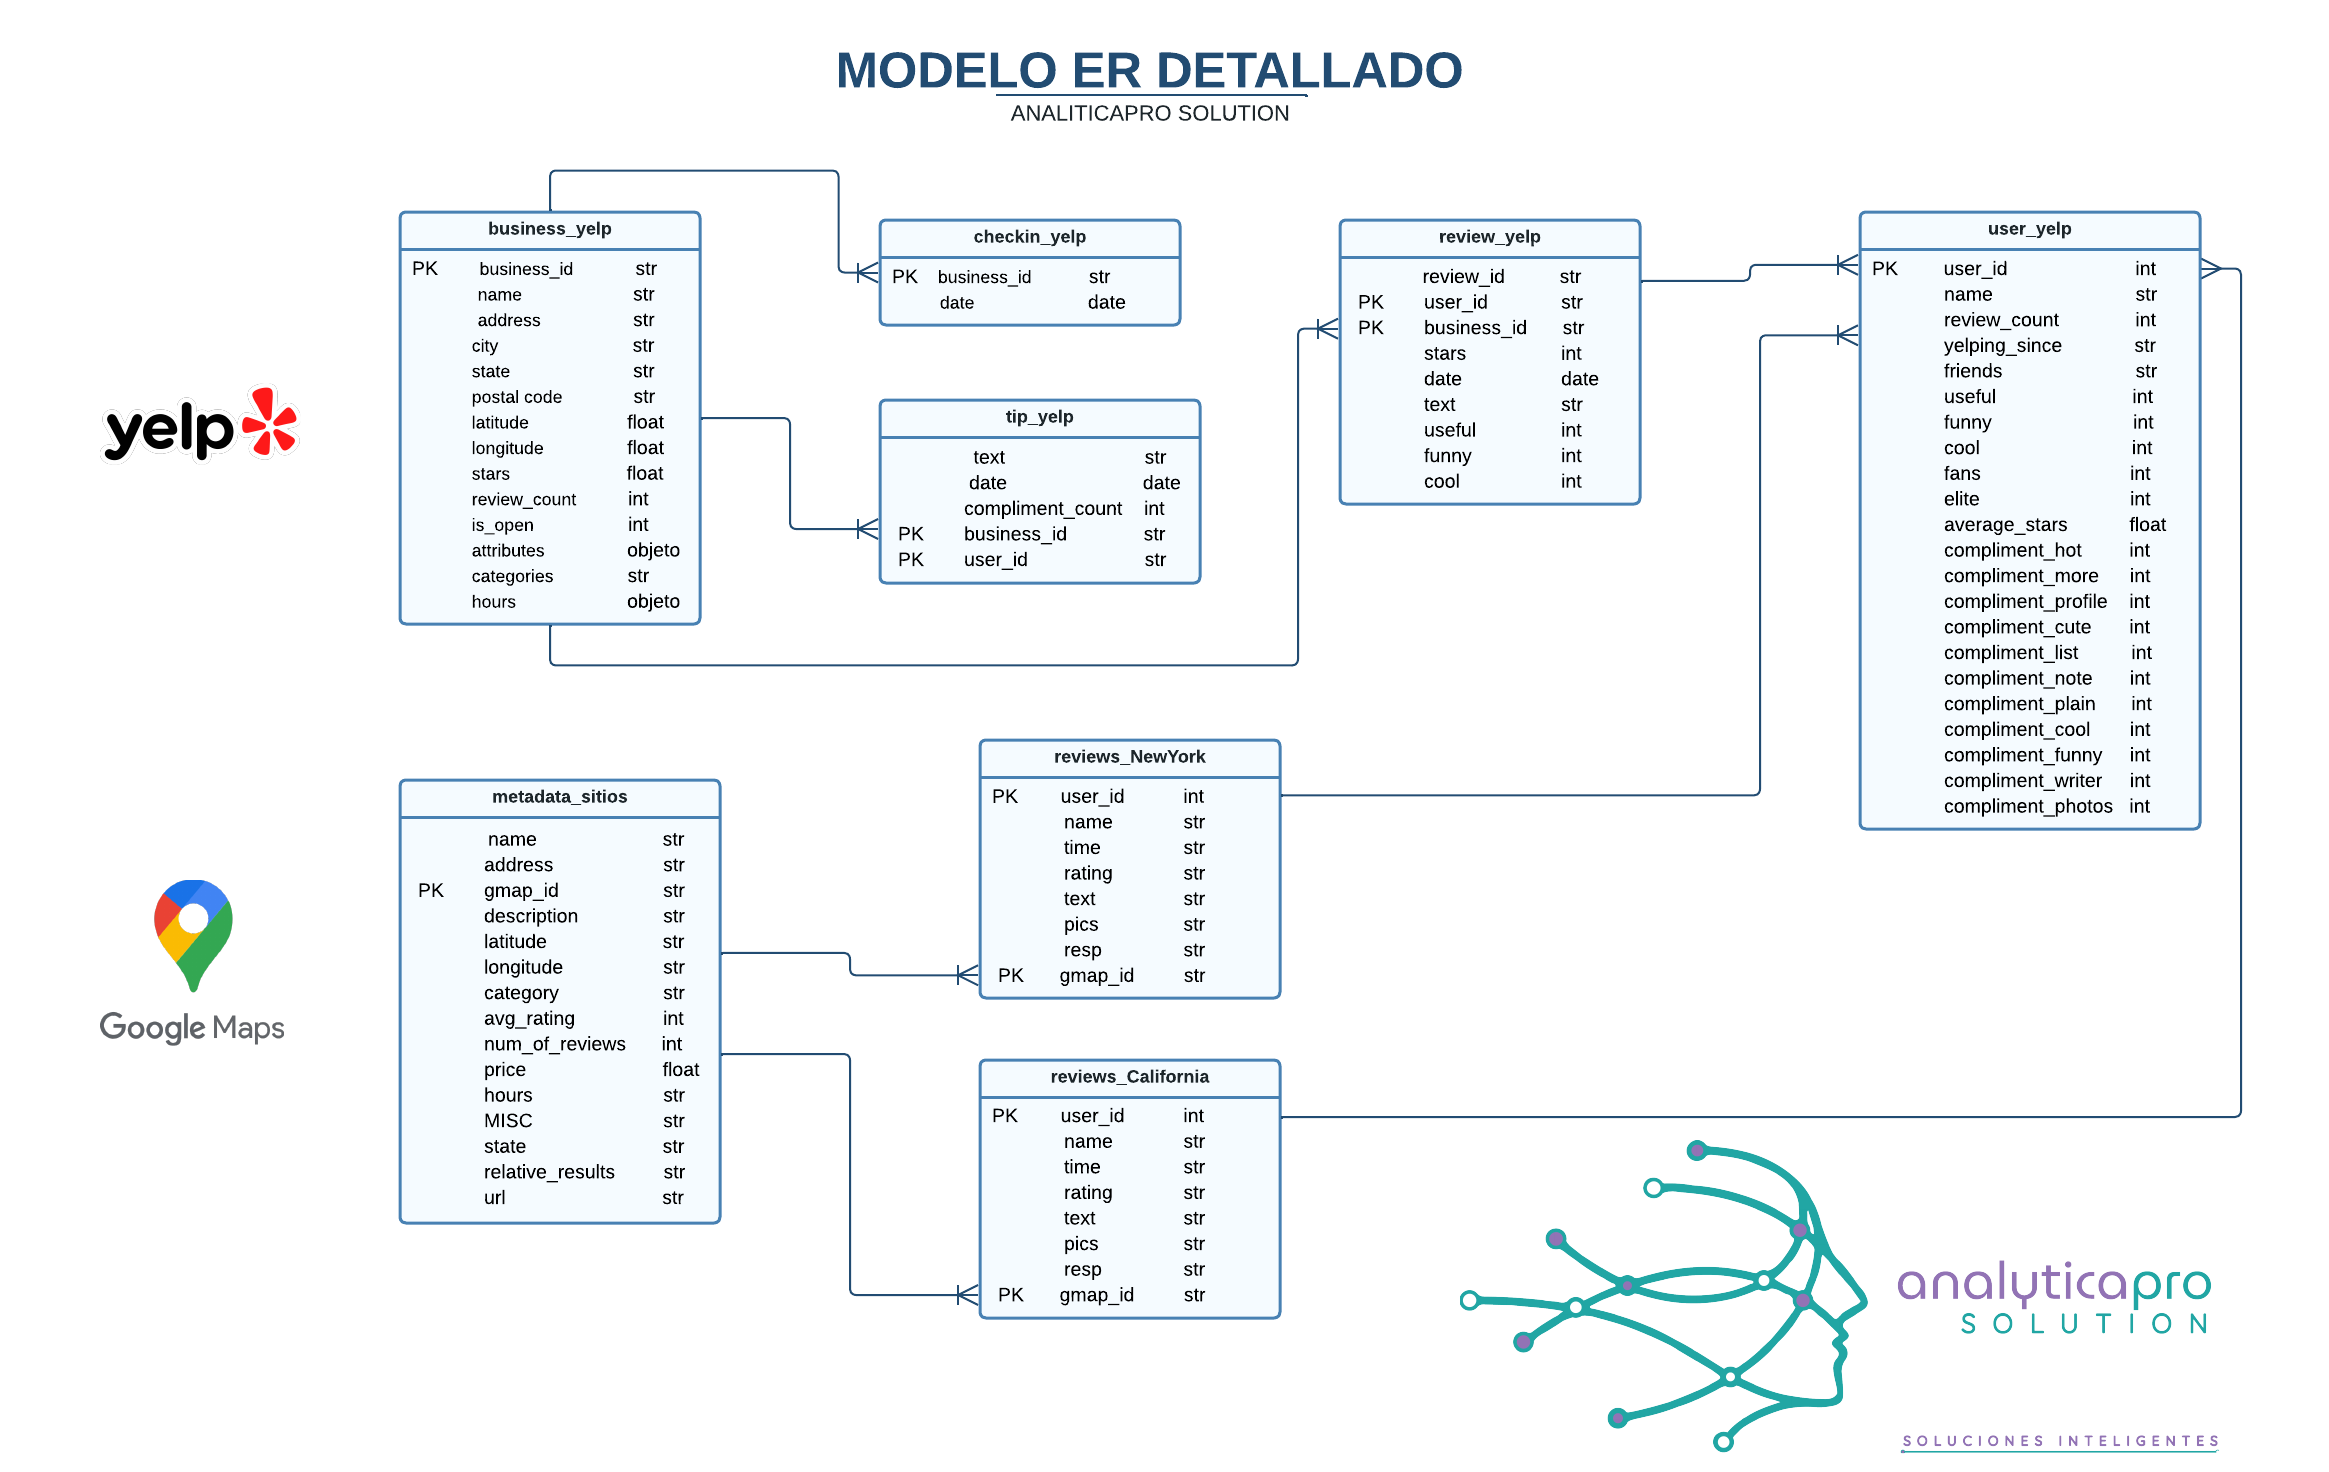 MODELO ER DETALLADO
ANALITICAPRO SOLUTION
business_yelp
PK business_id str
name str
address str
city str
state str
postal code str
latitude float
longitude float
stars float
review_count int
is_open int
attributes objeto
categories str
hours objeto
checkin_yelp
PK business_id str
date date
tip_yelp
text str
date date
compliment_count int
PK business_id str
PK user_id str
review_yelp
review_id str
PK user_id str
PK business_id str
stars int
date date
text str
useful int
funny int
cool int
user_yelp
PK user_id int
name str
review_count int
yelping_since str
friends str
useful int
funny int
cool int
fans int
elite int
average_stars float
compliment_hot int
compliment_more int
compliment_profile int
compliment_cute int
compliment_list int
compliment_note int
compliment_plain int
compliment_cool int
compliment_funny int
compliment_writer int
compliment_photos int
yelp
metadata_sitios
name str
address str
PK gmap_id str
description str
latitude str
longitude str
category str
avg_rating int
num_of_reviews int
price float
hours str
MISC str
state str
relative_results str
url str
Google Maps
reviews_NewYork
PK user_id int
name str
time str
rating str
text str
pics str
resp str
PK gmap_id str
reviews_California
PK user_id int
name str
time str
rating str
text str
pics str
resp str
PK gmap_id str
analyticapro
SOLUTION
SOLUCIONES INTELIGENTES